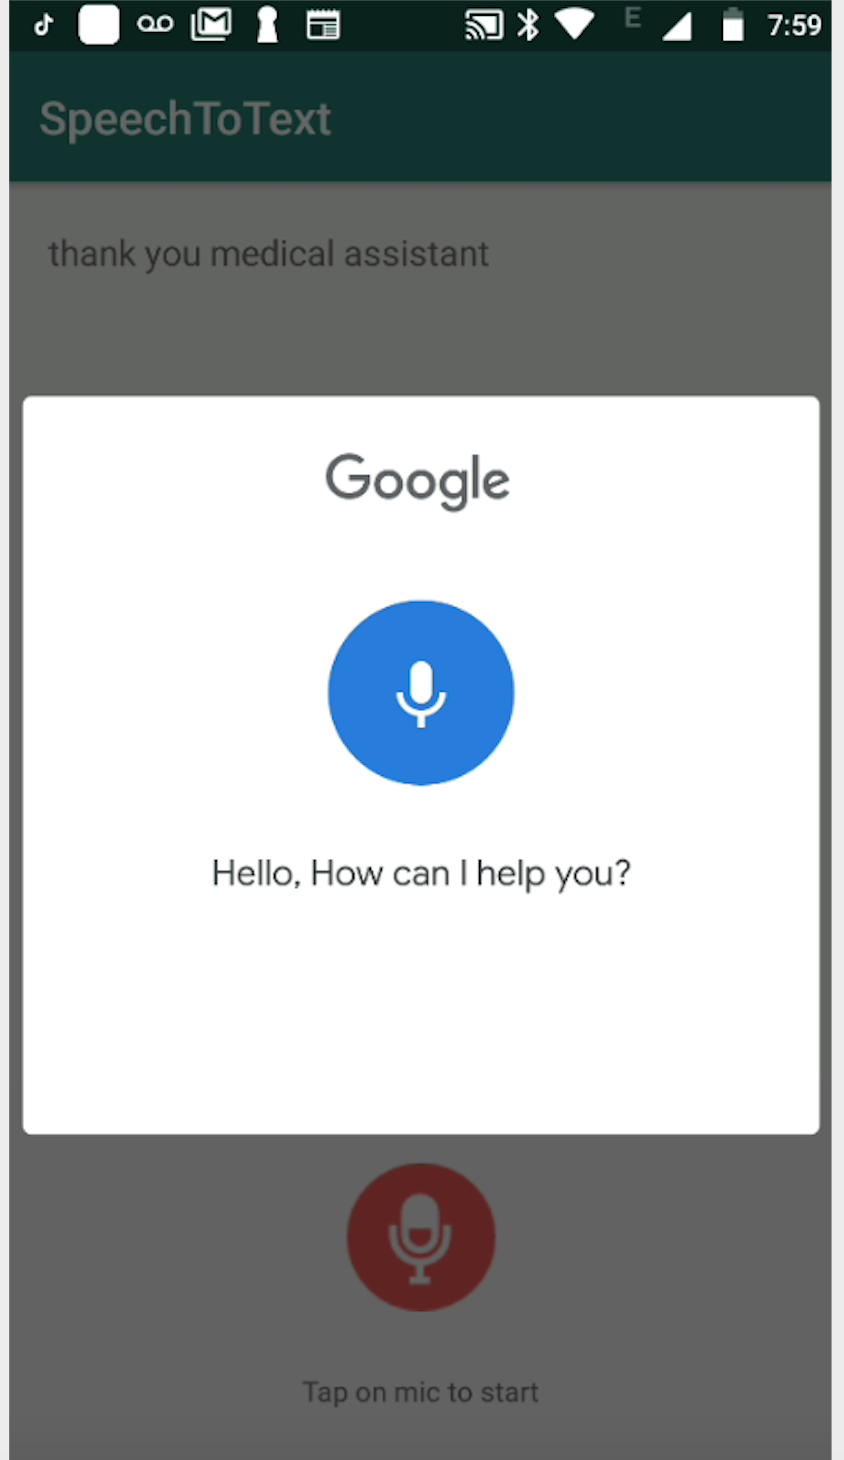 E 7:59
SpeechToText
thank you medical assistant
Google
Hello, How can I help you?
Tap on mic to start